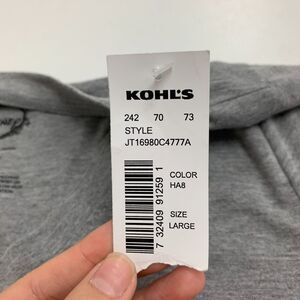 KOHL'S
242 70 73
STYLE
JT16980C4777A
COLOR
HA8
SIZE
LARGE
7 32409 91259 1